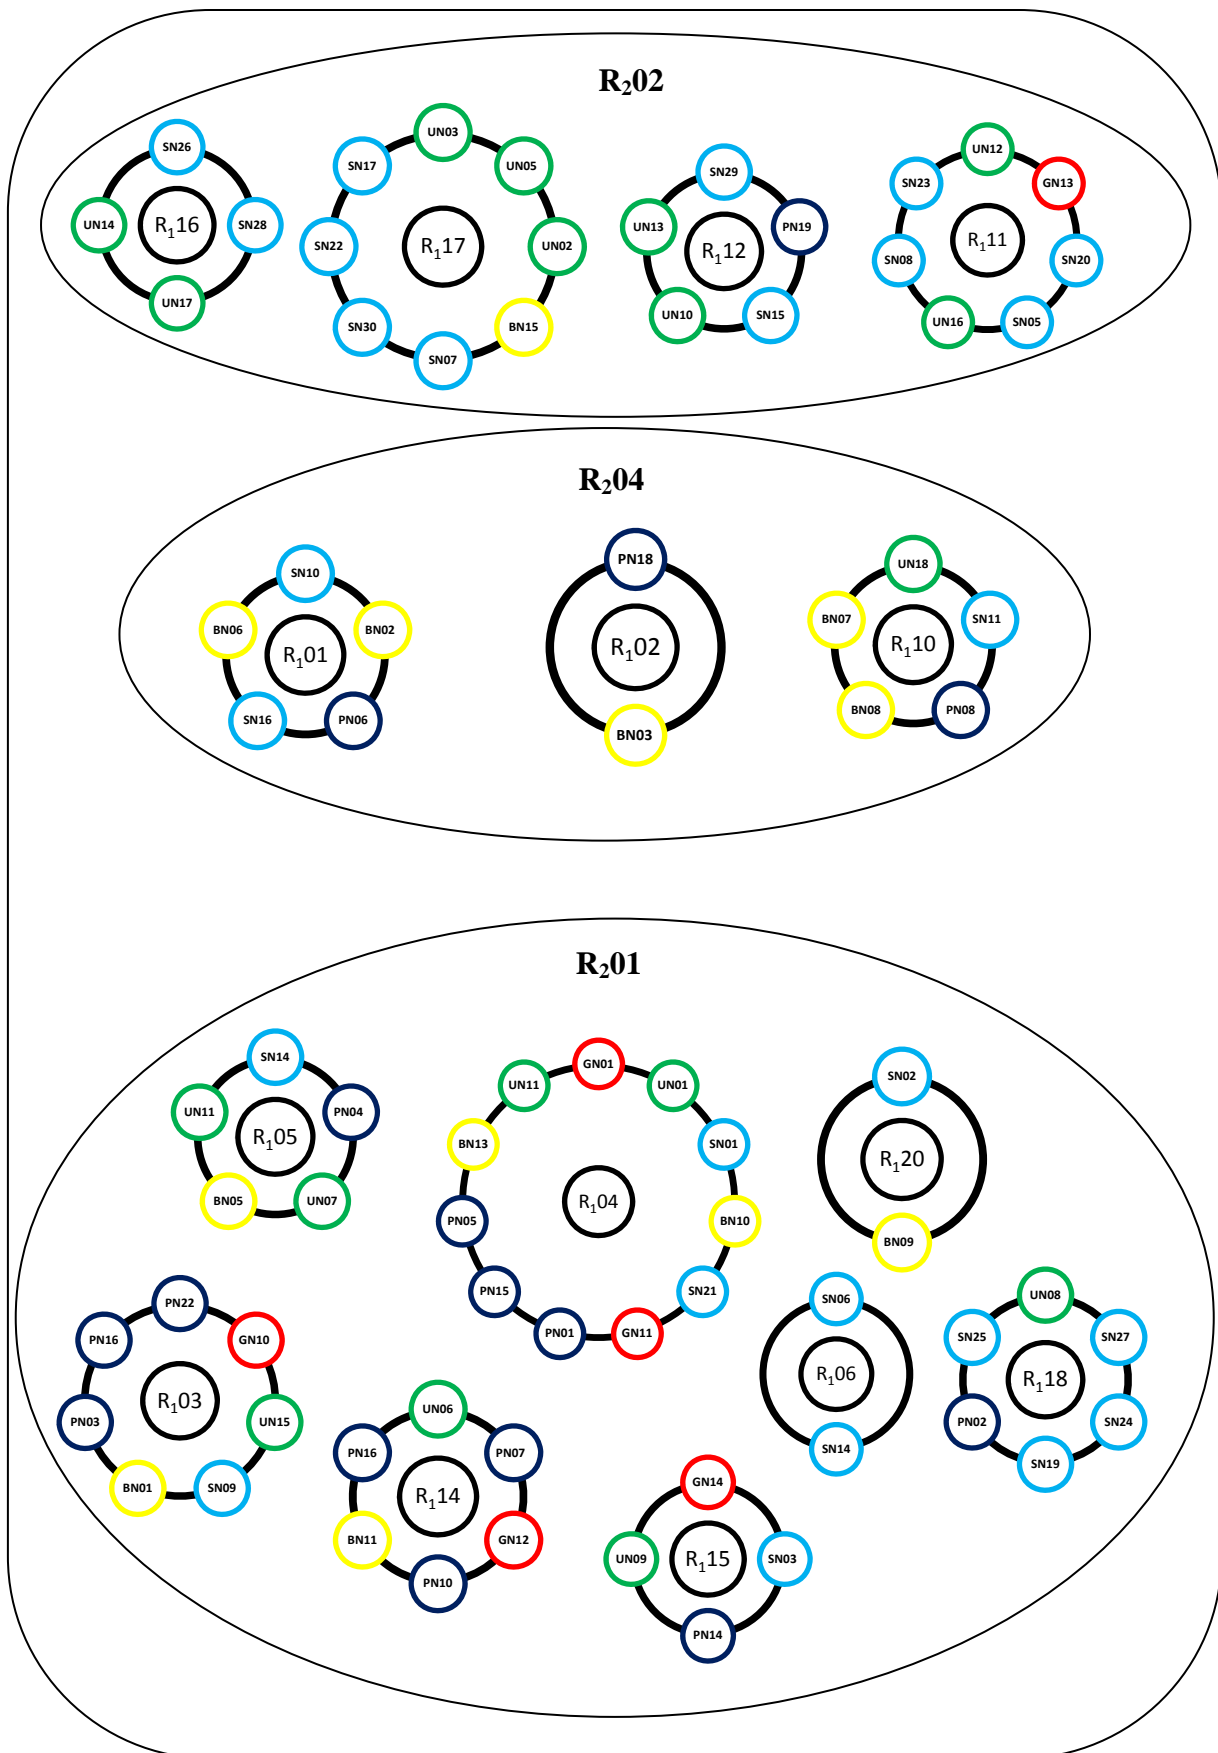 R₂02
SN26
UN14
R₁16
SN28
UN17
UN03
SN17
UN05
SN22
R₁17
UN02
SN30
BN15
SN07
SN29
UN13
PN19
R₁12
UN10
SN15
UN12
SN23
GN13
R₁11
SN08
SN20
UN16
SN05
R₂04
SN10
BN06
BN02
R₁01
SN16
PN06
PN18
R₁02
BN03
UN18
BN07
SN11
R₁10
BN08
PN08
R₂01
SN14
UN11
PN04
R₁05
BN05
UN07
GN01
UN11
UN01
BN13
SN01
R₁04
PN05
BN10
PN15
SN21
PN01
GN11
SN02
R₁20
BN09
PN22
PN16
GN10
R₁03
PN03
UN15
BN01
SN09
UN06
PN16
PN07
R₁14
BN11
GN12
PN10
SN06
R₁06
SN14
UN08
SN25
SN27
R₁18
PN02
SN24
SN19
GN14
UN09
R₁15
SN03
PN14